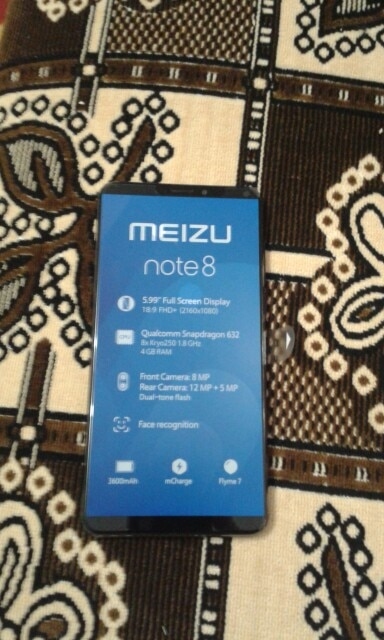 MEIZU
note8
5.99" Full Screen Display
18:9 FHD+ (2160x1080)
Qualcomm Snapdragon 632
8x Kryo250 1.8 GHz
4 GB RAM
Front Camera: 8 MP
Rear Camera: 12 MP + 5 MP
Dual-tone flash
Face recognition
3600mAh mCharge Flyme 7